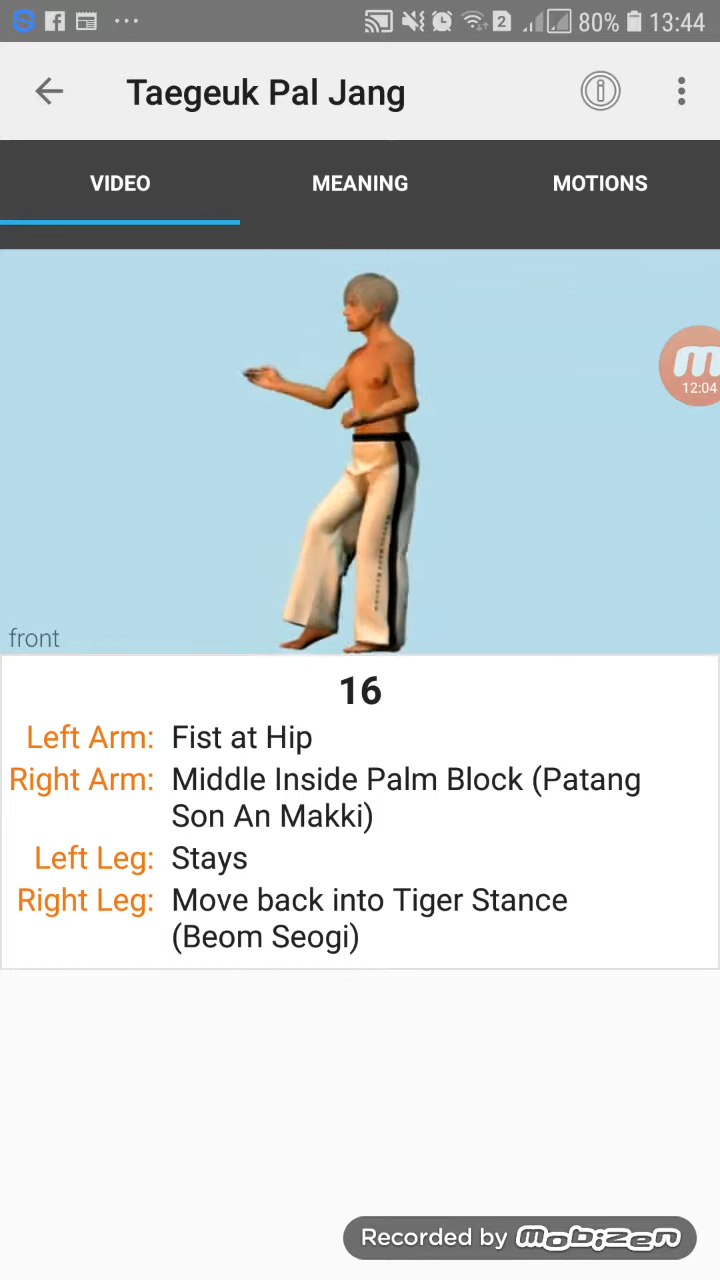 2 80% 13:44
Taegeuk Pal Jang
VIDEO MEANING MOTIONS
12:04
front
16
Left Arm: Fist at Hip
Right Arm: Middle Inside Palm Block (Patang
Son An Makki)
Left Leg: Stays
Right Leg: Move back into Tiger Stance
(Beom Seogi)
Recorded by mobizen